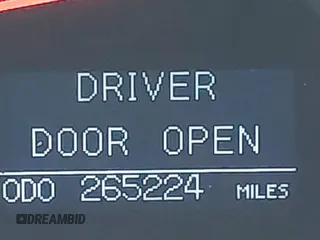 DRIVER
DOOR OPEN
ODO 265224 MILES
DREAMBID